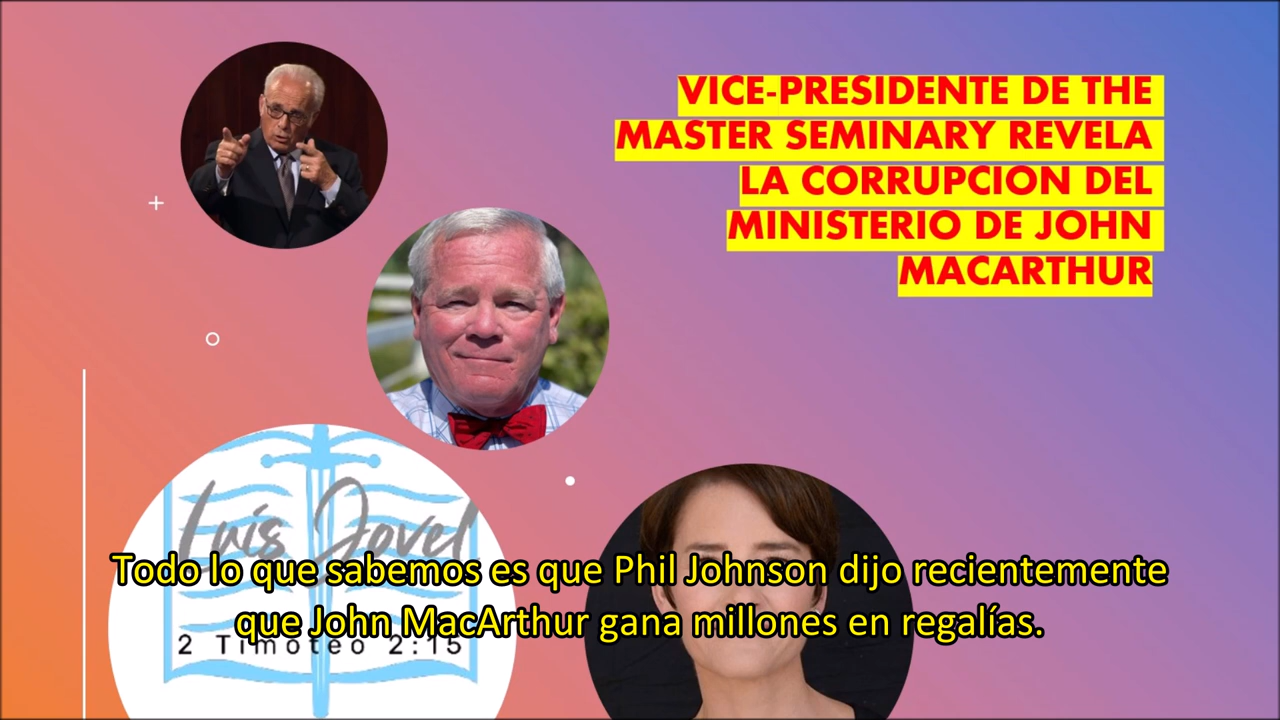 VICE-PRESIDENTE DE THE
MASTER SEMINARY REVELA
LA CORRUPCION DEL
MINISTERIO DE JOHN
MACARTHUR
Luis Jovel
Todo lo que sabemos es que Phil Johnson dijo recientemente
que John MacArthur gana millones en regalías.
2 Timoteo 2:15